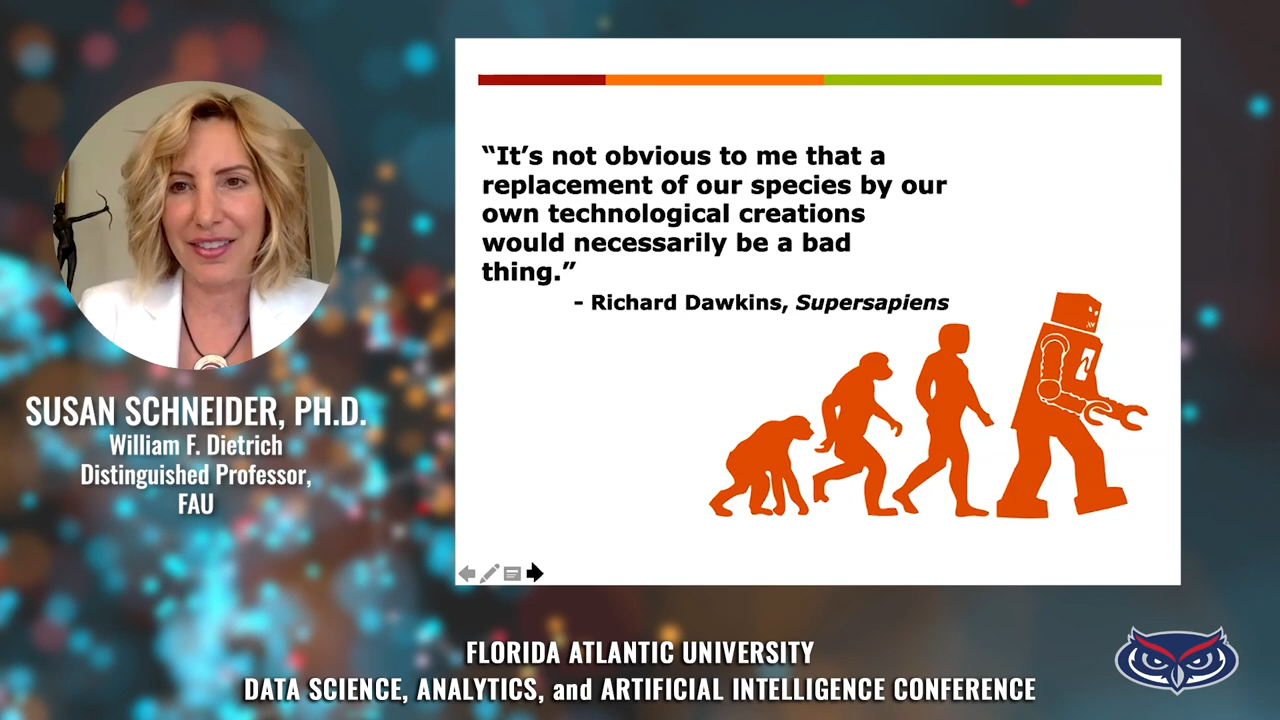 SUSAN SCHNEIDER, PH.D.
William F. Dietrich
Distinguished Professor,
FAU
“It’s not obvious to me that a
replacement of our species by our
own technological creations
would necessarily be a bad
thing.”
- Richard Dawkins, Supersapiens
FLORIDA ATLANTIC UNIVERSITY
DATA SCIENCE, ANALYTICS, and ARTIFICIAL INTELLIGENCE CONFERENCE